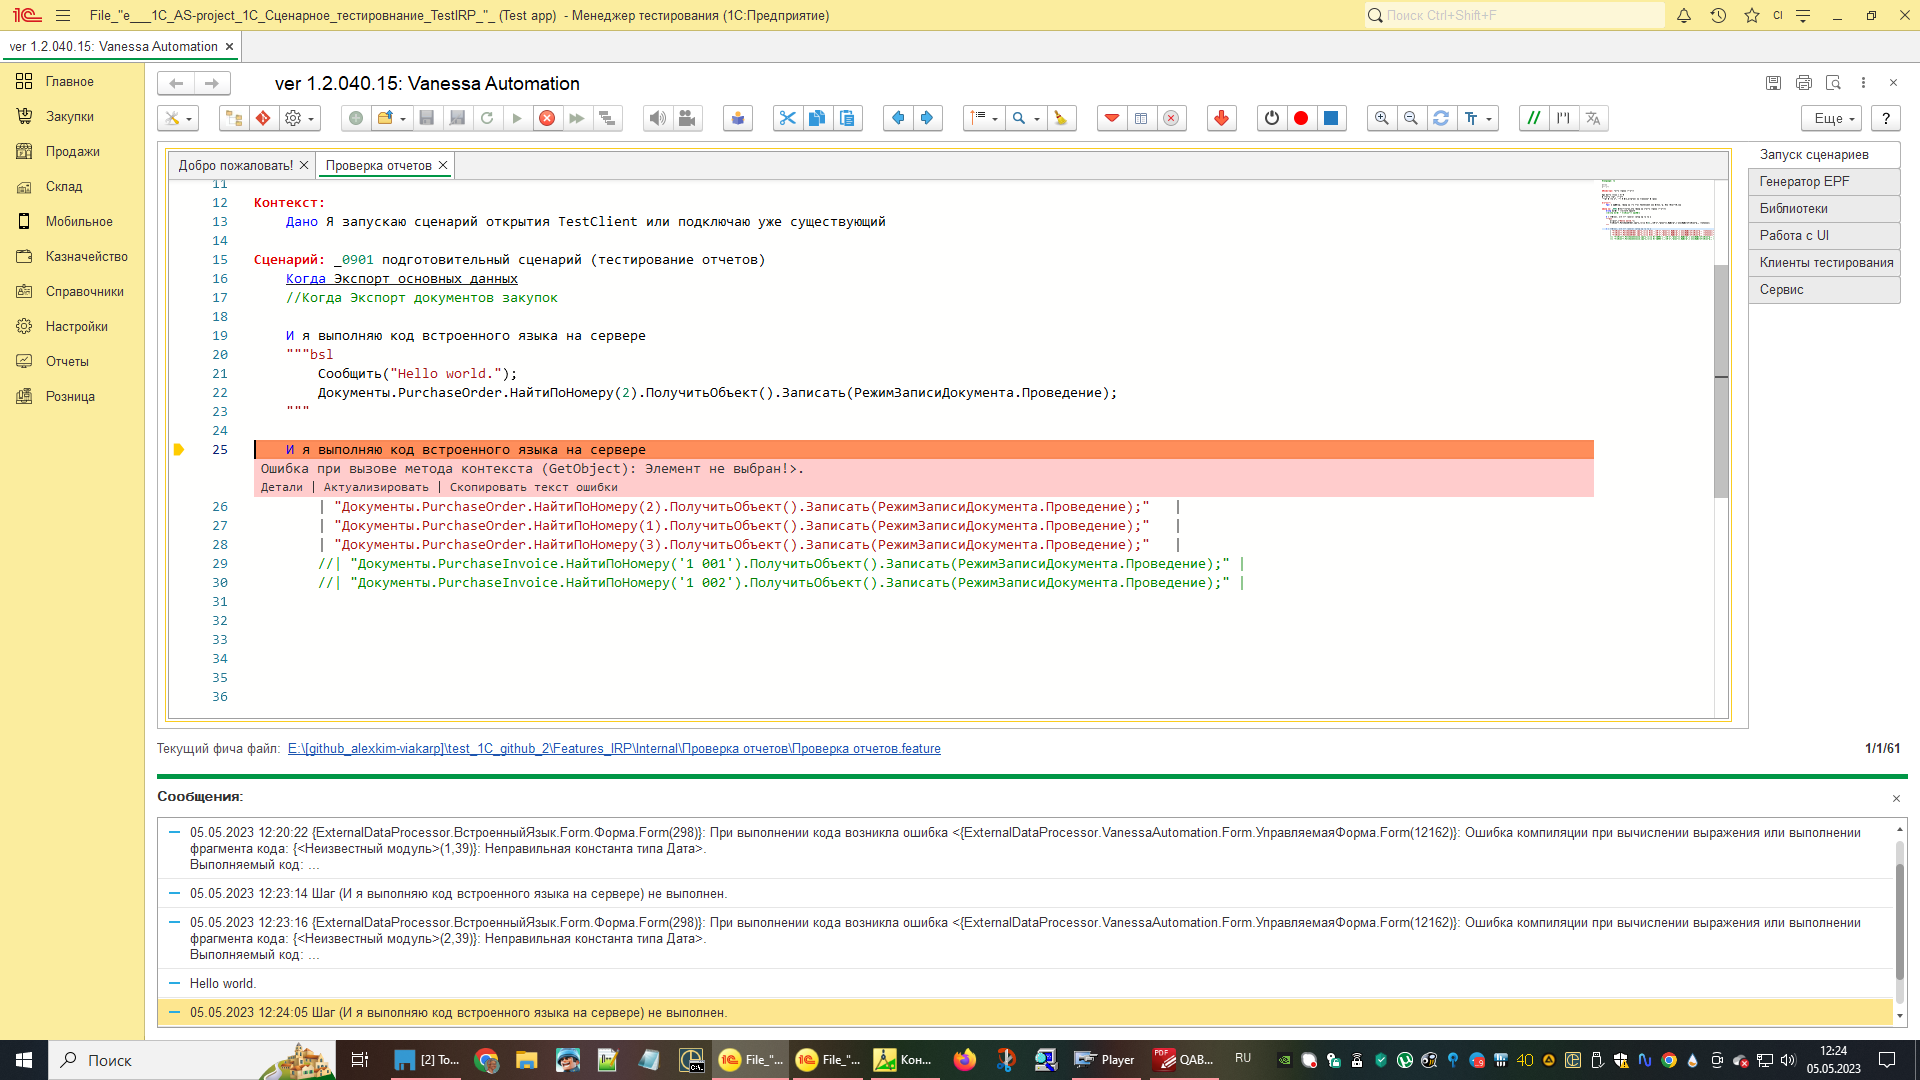 File_"e___1C_AS-project_1С_Сценарное_тестировнание_TestIRP_"_ (Test app) - Менеджер тестирования (1С:Предприятие)
Поиск Ctrl+Shift+F
CI
ver 1.2.040.15: Vanessa Automation
Главное
Закупки
Продажи
Склад
Мобильное
Казначейство
Справочники
Настройки
Отчеты
Розница
ver 1.2.040.15: Vanessa Automation
Еще
?
Добро пожаловать!
Проверка отчетов
Запуск сценариев
Генератор EPF
Библиотеки
Работа с UI
Клиенты тестирования
Сервис
11
12 Контекст:
13 Дано Я запускаю сценарий открытия TestClient или подключаю уже существующий
14
15 Сценарий: _0901 подготовительный сценарий (тестирование отчетов)
16 Когда Экспорт основных данных
17 //Когда Экспорт документов закупок
18
19 И я выполняю код встроенного языка на сервере
20 """bsl
21 Сообщить("Hello world.");
22 Документы.PurchaseOrder.НайтиПоНомеру(2).ПолучитьОбъект().Записать(РежимЗаписиДокумента.Проведение);
23 """
24
25 И я выполняю код встроенного языка на сервере
Ошибка при вызове метода контекста (GetObject): Элемент не выбран!>.
Детали | Актуализировать | Скопировать текст ошибки
26 | "Документы.PurchaseOrder.НайтиПоНомеру(2).ПолучитьОбъект().Записать(РежимЗаписиДокумента.Проведение);" |
27 | "Документы.PurchaseOrder.НайтиПоНомеру(1).ПолучитьОбъект().Записать(РежимЗаписиДокумента.Проведение);" |
28 | "Документы.PurchaseOrder.НайтиПоНомеру(3).ПолучитьОбъект().Записать(РежимЗаписиДокумента.Проведение);" |
29 //| "Документы.PurchaseInvoice.НайтиПоНомеру('1 001').ПолучитьОбъект().Записать(РежимЗаписиДокумента.Проведение);" |
30 //| "Документы.PurchaseInvoice.НайтиПоНомеру('1 002').ПолучитьОбъект().Записать(РежимЗаписиДокумента.Проведение);" |
31
32
33
34
35
36
Текущий фича файл: E:\[github_alexkim-viakarp]\test_1C_github_2\Features_IRP\Internal\Проверка отчетов\Проверка отчетов.feature
1/1/61
Сообщения:
05.05.2023 12:20:22 {ExternalDataProcessor.ВстроенныйЯзык.Form.Форма.Form(298)}: При выполнении кода возникла ошибка <{ExternalDataProcessor.VanessaAutomation.Form.УправляемаяФорма.Form(12162)}: Ошибка компиляции при вычислении выражения или выполнении
фрагмента кода: {<Неизвестный модуль>(1,39)}: Неправильная константа типа Дата>.
Выполняемый код: ...
05.05.2023 12:23:14 Шаг (И я выполняю код встроенного языка на сервере) не выполнен.
05.05.2023 12:23:16 {ExternalDataProcessor.ВстроенныйЯзык.Form.Форма.Form(298)}: При выполнении кода возникла ошибка <{ExternalDataProcessor.VanessaAutomation.Form.УправляемаяФорма.Form(12162)}: Ошибка компиляции при вычислении выражения или выполнении
фрагмента кода: {<Неизвестный модуль>(2,39)}: Неправильная константа типа Дата>.
Выполняемый код: ...
Hello world.
05.05.2023 12:24:05 Шаг (И я выполняю код встроенного языка на сервере) не выполнен.
Поиск
[2] To...
File_"...
File_"...
Кон...
Player
QAB...
RU
40
12:24
05.05.2023